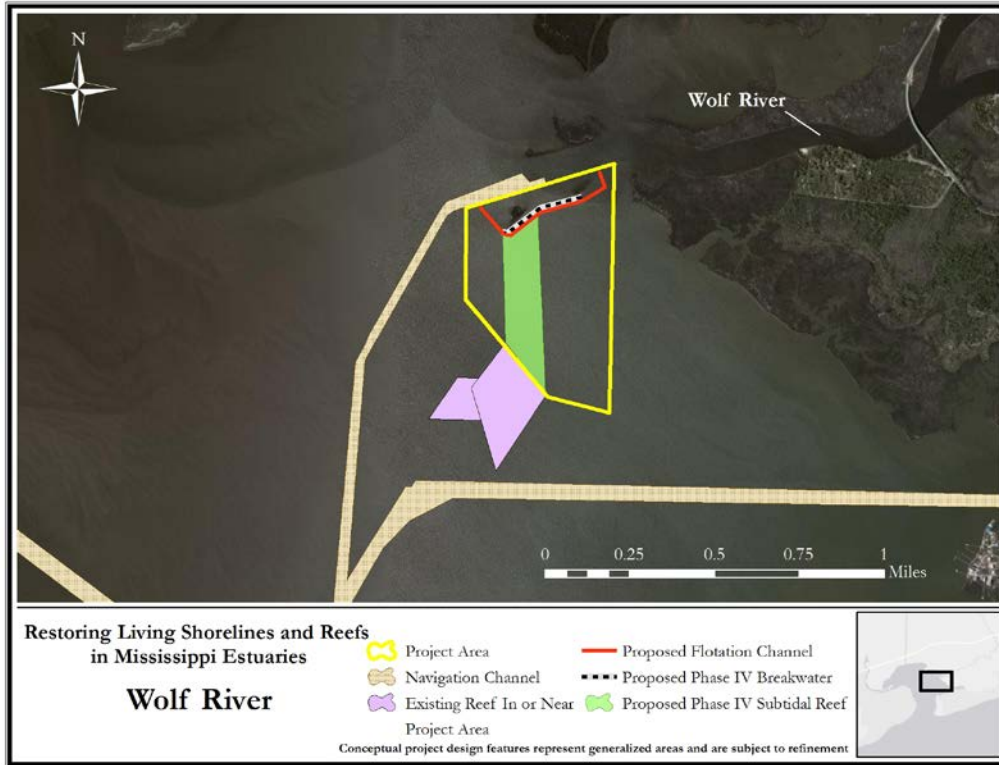 N
Wolf River
0 0.25 0.5 0.75 1
Miles
Restoring Living Shorelines and Reefs
in Mississippi Estuaries
Wolf River
Project Area
Navigation Channel
Existing Reef In or Near
Project Area
Proposed Flotation Channel
Proposed Phase IV Breakwater
Proposed Phase IV Subtidal Reef
Conceptual project design features represent generalized areas and are subject to refinement